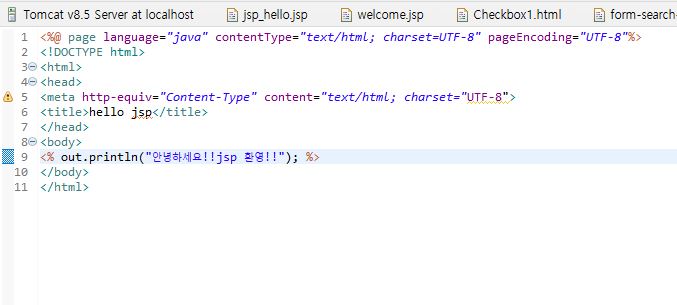 Tomcat v8.5 Server at localhost jsp_hello.jsp welcome.jsp Checkbox1.html form-search-
1 <%@ page language="java" contentType="text/html; charset=UTF-8" pageEncoding="UTF-8"%>
2 <!DOCTYPE html>
3 <html>
4 <head>
5 <meta http-equiv="Content-Type" content="text/html; charset="UTF-8">
6 <title>hello jsp</title>
7 </head>
8 <body>
9 <% out.println("안녕하세요!!jsp 환영!!"); %>
10 </body>
11 </html>